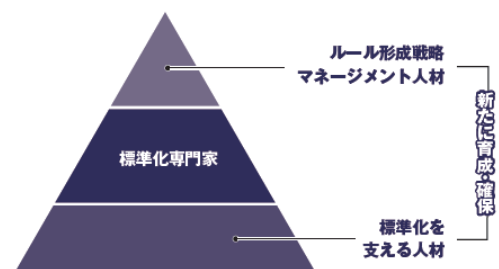 ルール形成戦略
マネージメント人材
標準化専門家
新たに育成・確保
標準化を
支える人材